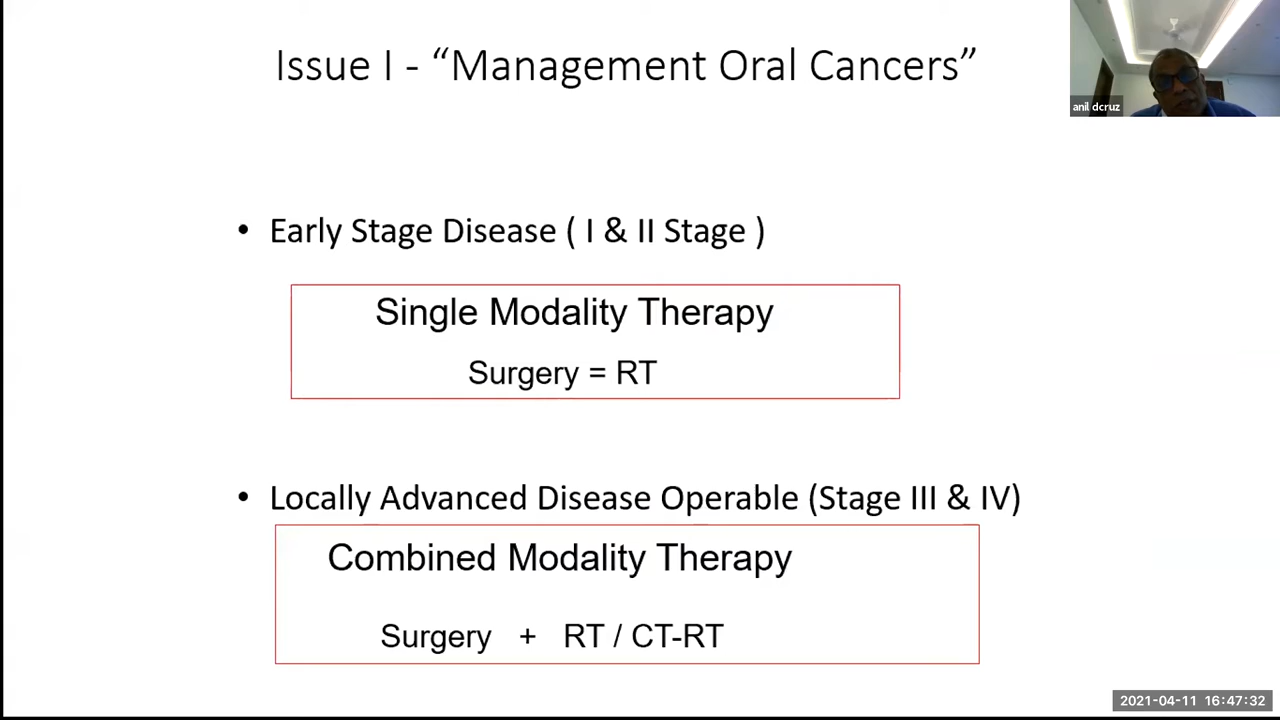 Issue I - “Management Oral Cancers”
anil dcruz
• Early Stage Disease ( I & II Stage )
Single Modality Therapy
Surgery = RT
• Locally Advanced Disease Operable (Stage III & IV)
Combined Modality Therapy
Surgery + RT / CT-RT
2021-04-11 16:47:32